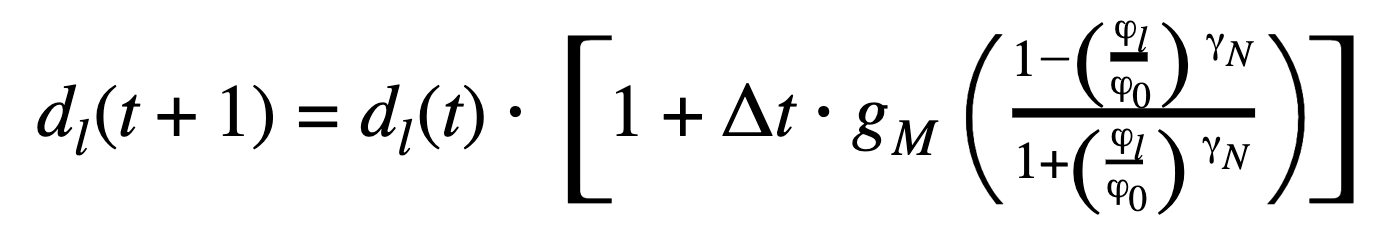 d_l(t + 1) = d_l(t) · [1 + Δt · g_M ((1−(φ_l/φ_0)^γ_N)/(1+(φ_l/φ_0)^γ_N))]